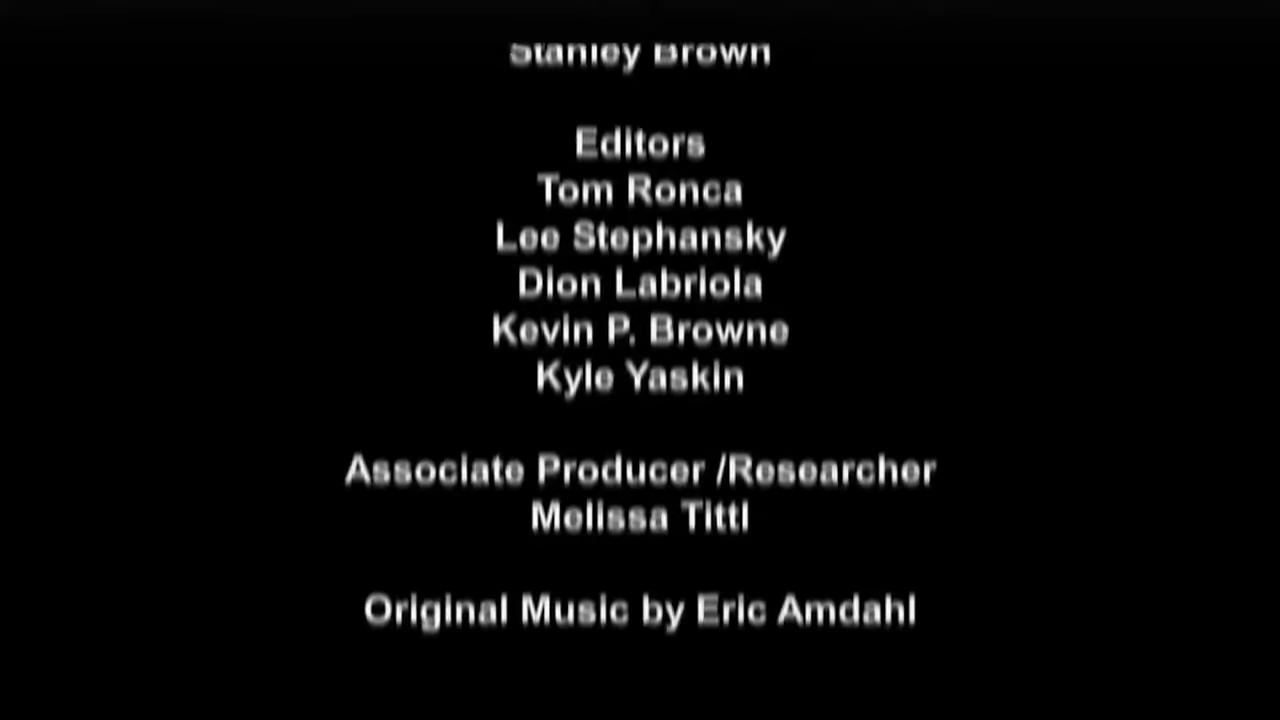 Stanley Brown
Editors
Tom Ronca
Lee Stephansky
Dion Labriola
Kevin P. Browne
Kyle Yaskin
Associate Producer /Researcher
Melissa Tittl
Original Music by Eric Amdahl